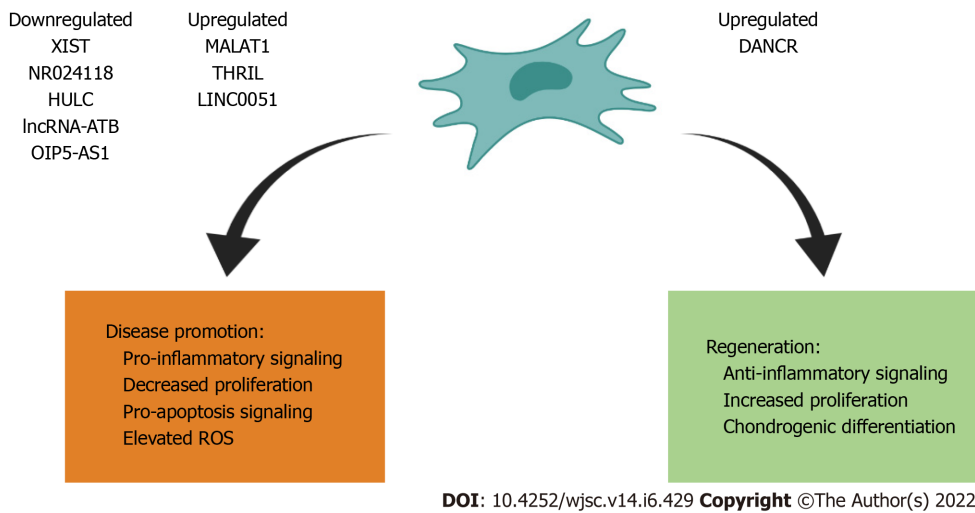 Downregulated
XIST
NR024118
HULC
lncRNA-ATB
OIP5-AS1
Upregulated
MALAT1
THRIL
LINC0051
Upregulated
DANCR
Disease promotion:
Pro-inflammatory signaling
Decreased proliferation
Pro-apoptosis signaling
Elevated ROS
Regeneration:
Anti-inflammatory signaling
Increased proliferation
Chondrogenic differentiation
DOI: 10.4252/wjsc.v14.i6.429 Copyright ©The Author(s) 2022